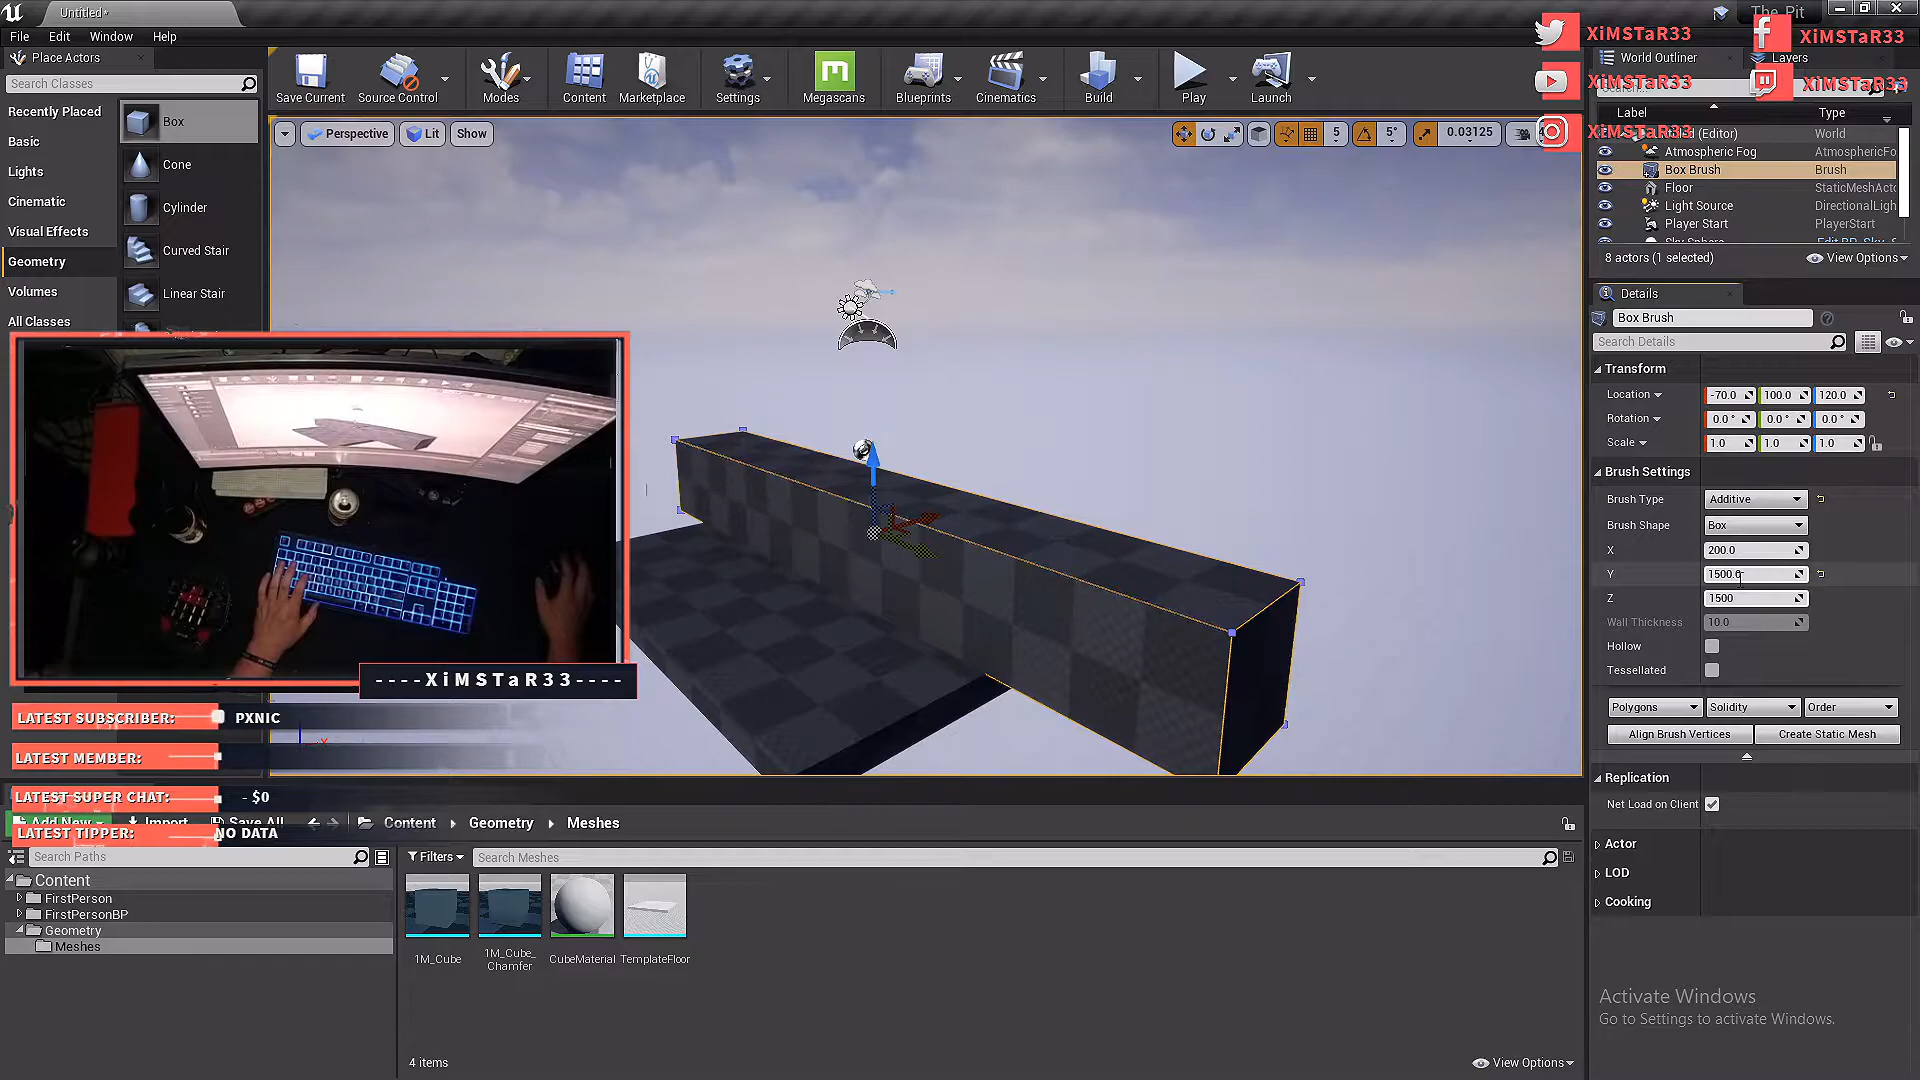 Untitled*
The Pit
File Edit Window Help
XiMSTaR33
XiMSTaR33
Place Actors
World Outliner
Layers
Search Classes
XiMSTaR33
XiMSTaR33
Save Current
Source Control
Modes
Content
Marketplace
Settings
Megascans
Blueprints
Cinematics
Build
Play
Launch
Recently Placed
Basic
Lights
Cinematic
Visual Effects
Geometry
Volumes
All Classes
Box
Cone
Cylinder
Curved Stair
Linear Stair
Perspective
Lit
Show
5
5°
0.03125
Label
Type
XiMSTaR33
(Editor) World
Atmospheric Fog AtmosphericFo
Box Brush Brush
Floor StaticMeshActo
Light Source DirectionalLigh
Player Start PlayerStart
8 actors (1 selected)
View Options
Details
Box Brush
Search Details
Transform
Location -70.0 100.0 120.0
Rotation 0.0° 0.0° 0.0°
Scale 1.0 1.0 1.0
Brush Settings
Brush Type Additive
Brush Shape Box
X 200.0
Y 1500.0
Z 1500
Wall Thickness 10.0
Hollow
Tessellated
Polygons Solidity Order
Align Brush Vertices Create Static Mesh
Replication
Net Load on Client
Actor
LOD
Cooking
----XiMSTaR33----
LATEST SUBSCRIBER: PXNIC
LATEST MEMBER:
LATEST SUPER CHAT: - $0
LATEST TIPPER: NO DATA
Add New Import Save All
Content Geometry Meshes
Search Paths
Filters
Search Meshes
Content
FirstPerson
FirstPersonBP
Geometry
Meshes
1M_Cube
1M_Cube_
Chamfer
CubeMaterial
TemplateFloor
4 items
View Options
Activate Windows
Go to Settings to activate Windows.